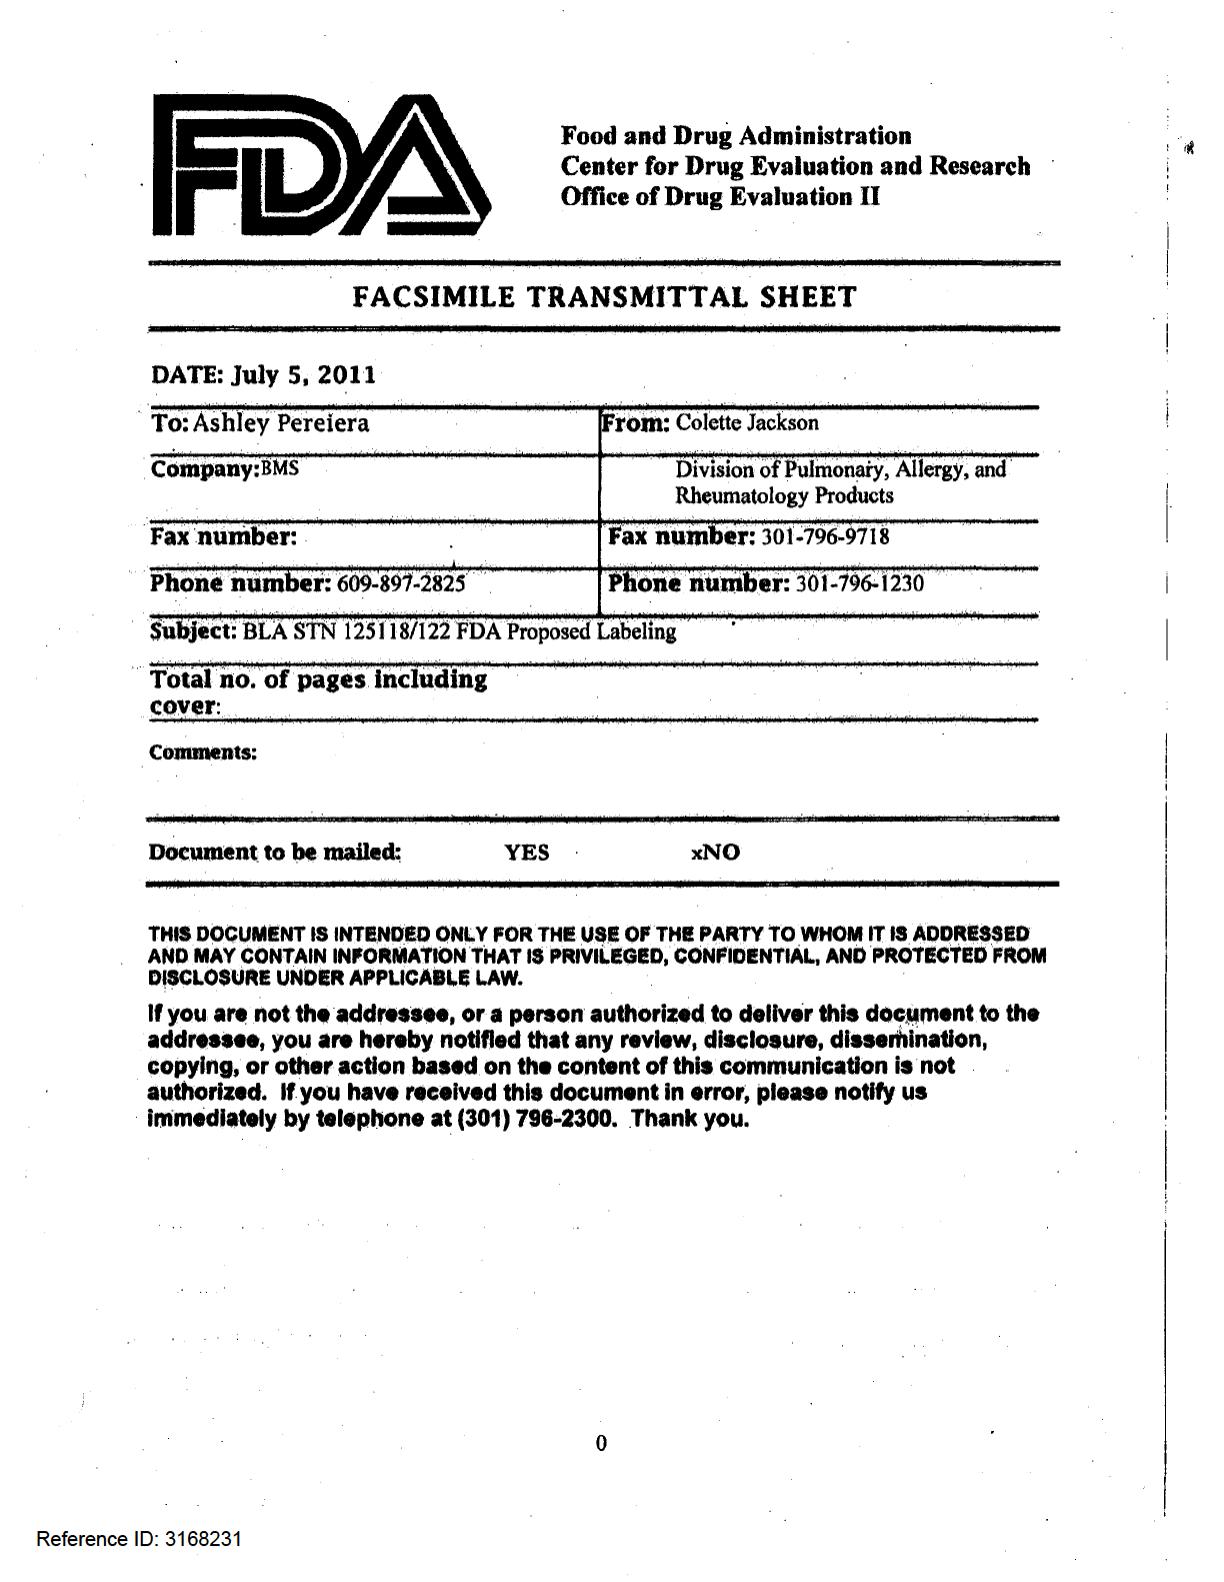 FDA
Food and Drug Administration
Center for Drug Evaluation and Research
Office of Drug Evaluation II
FACSIMILE TRANSMITTAL SHEET
DATE: July 5, 2011
To: Ashley Pereiera
From: Colette Jackson
Company:BMS
Division of Pulmonary, Allergy, and
Rheumatology Products
Fax number:
Fax number: 301-796-9718
Phone number: 609-897-2825
Phone number: 301-796-1230
Subject: BLA STN 125118/122 FDA Proposed Labeling
Total no. of pages including
cover:
Comments:
Document to be mailed: YES xNO
THIS DOCUMENT IS INTENDED ONLY FOR THE USE OF THE PARTY TO WHOM IT IS ADDRESSED
AND MAY CONTAIN INFORMATION THAT IS PRIVILEGED, CONFIDENTIAL, AND PROTECTED FROM
DISCLOSURE UNDER APPLICABLE LAW.
If you are not the addressee, or a person authorized to deliver this document to the
addressee, you are hereby notified that any review, disclosure, dissemination,
copying, or other action based on the content of this communication is not
authorized. If you have received this document in error, please notify us
immediately by telephone at (301) 796-2300. Thank you.
0
Reference ID: 3168231